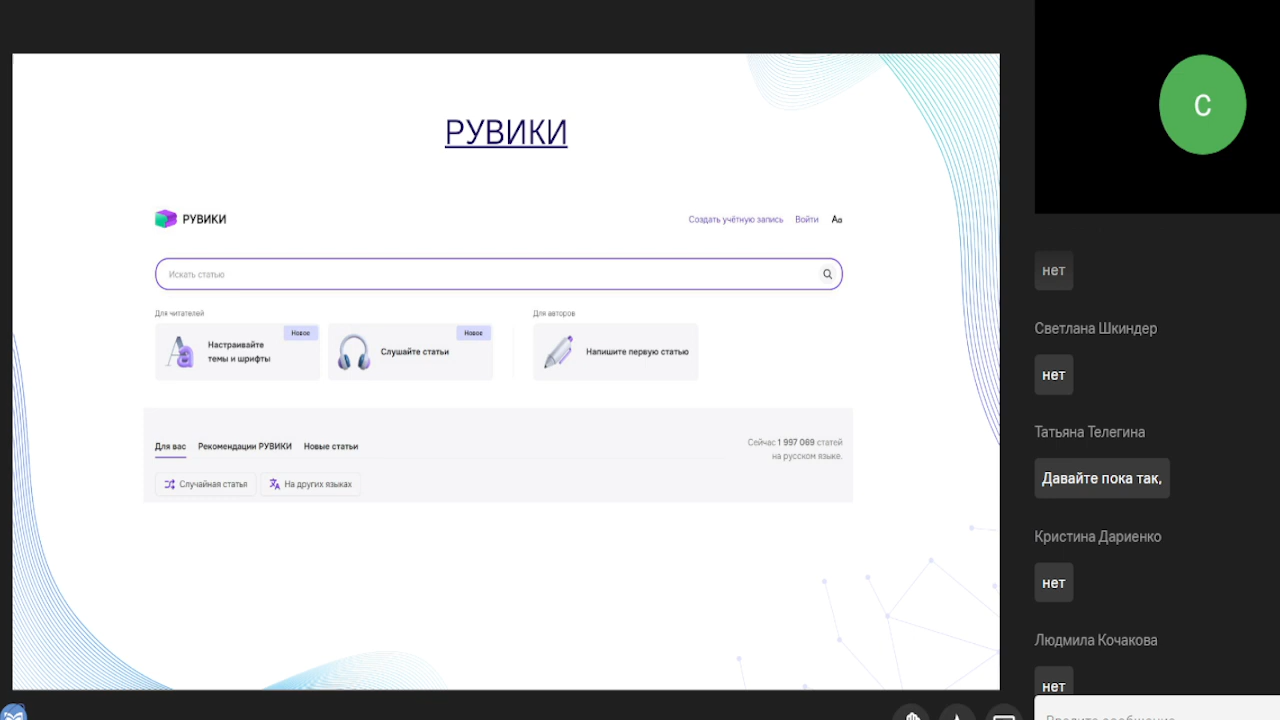 РУВИКИ
РУВИКИ
Создать учётную запись Войти Aa
Искать статью
Для читателей
Для авторов
Новое
Настраивайте
темы и шрифты
Новое
Слушайте статьи
Напишите первую статью
Для вас Рекомендации РУВИКИ Новые статьи
Сейчас 1 997 069 статей
на русском языке.
Случайная статья На других языках
С
нет
Светлана Шкиндер
нет
Татьяна Телегина
Давайте пока так,
Кристина Дариенко
нет
Людмила Кочакова
нет
Введите сообщение